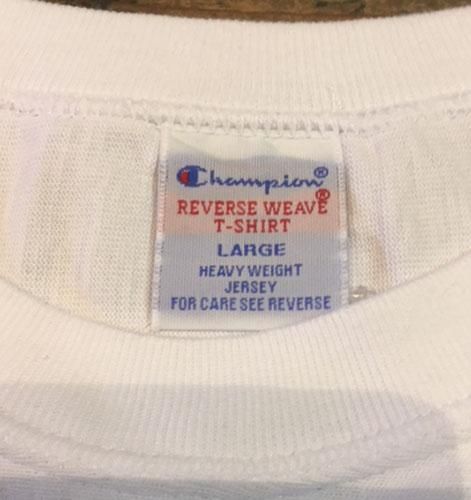 Champion®
REVERSE WEAVE®
T-SHIRT
LARGE
HEAVY WEIGHT
JERSEY
FOR CARE SEE REVERSE